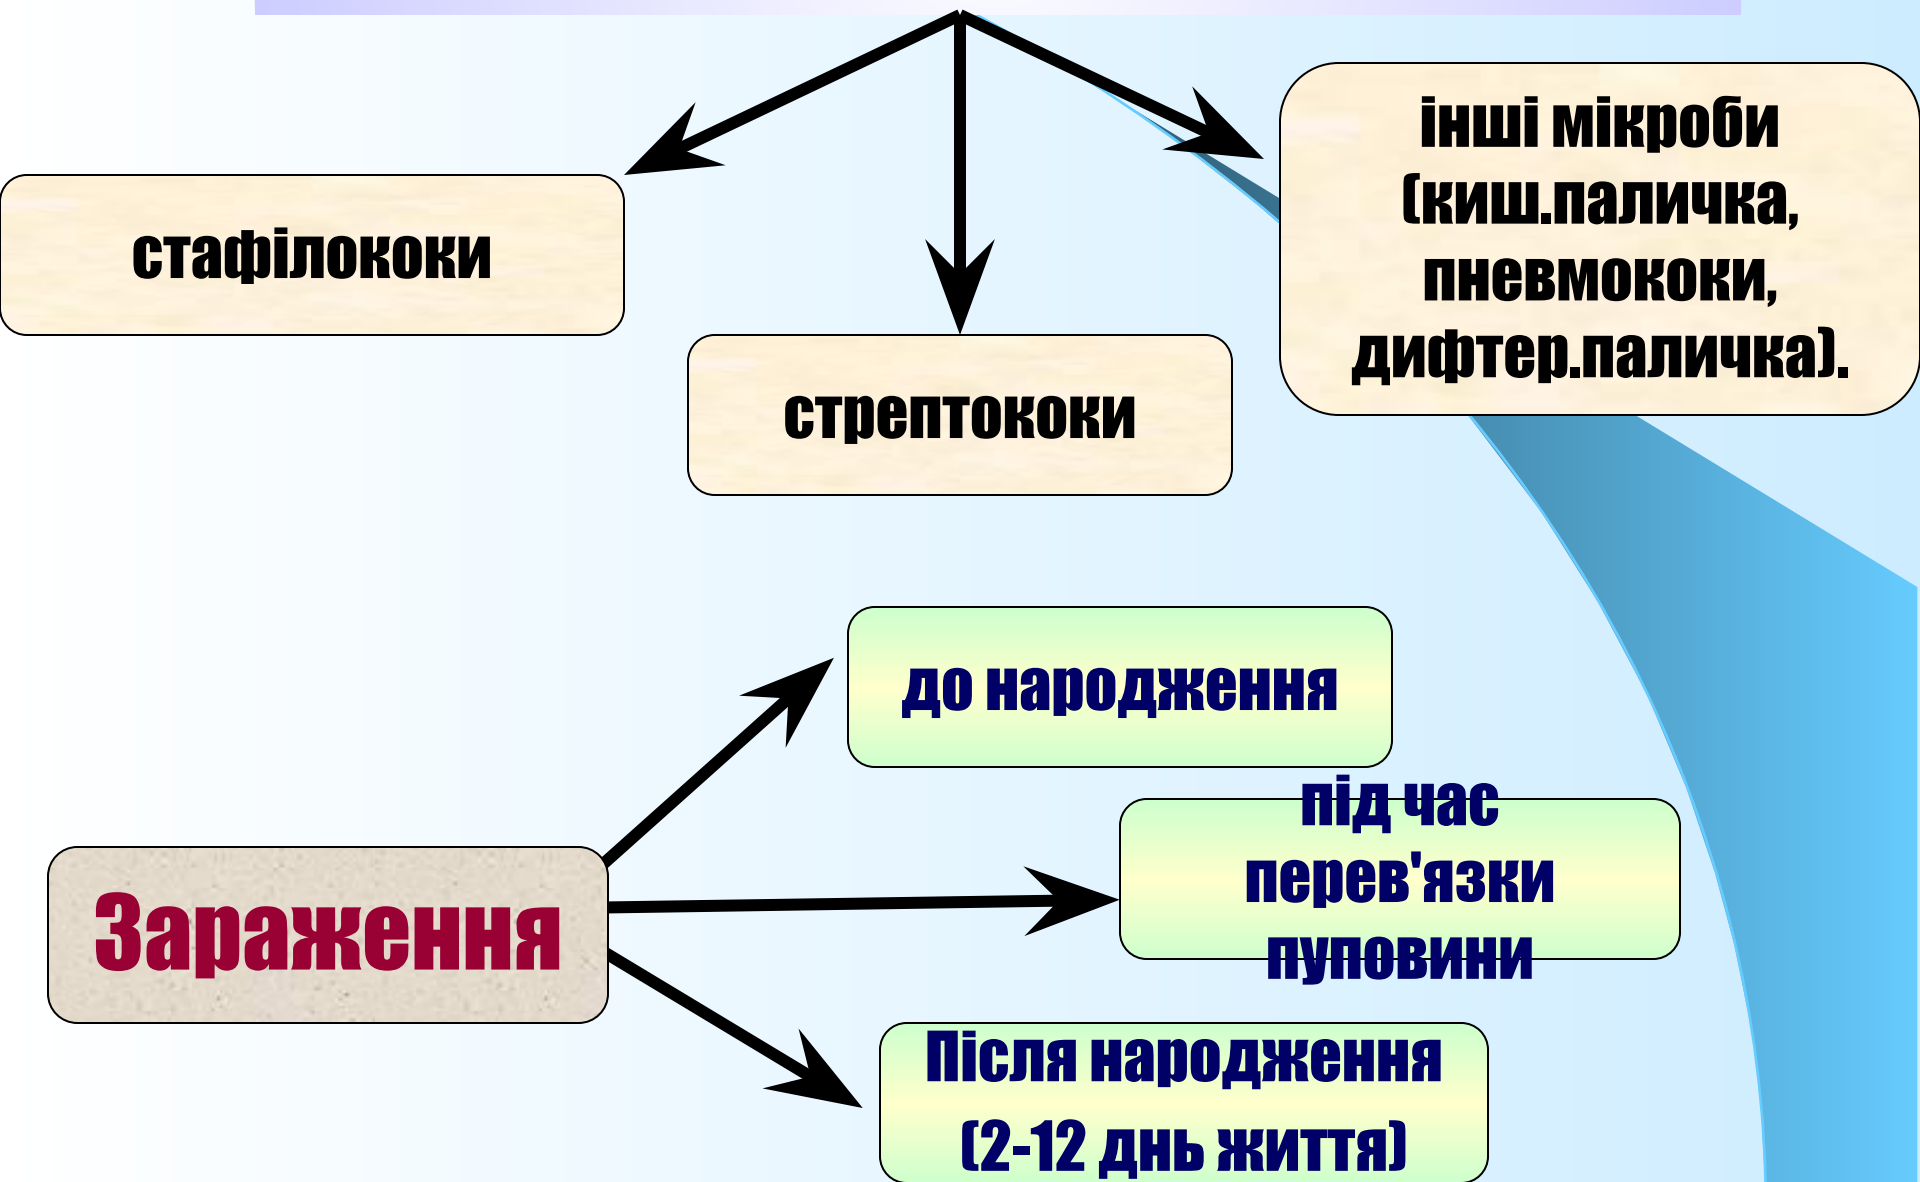 стафілококи
стрептококи
інші мікроби
(киш.паличка,
пневмококи,
дифтер.паличка).
до народження
під час
перев'язки
пуповини
Зараження
Після народження
(2-12 днь життя)